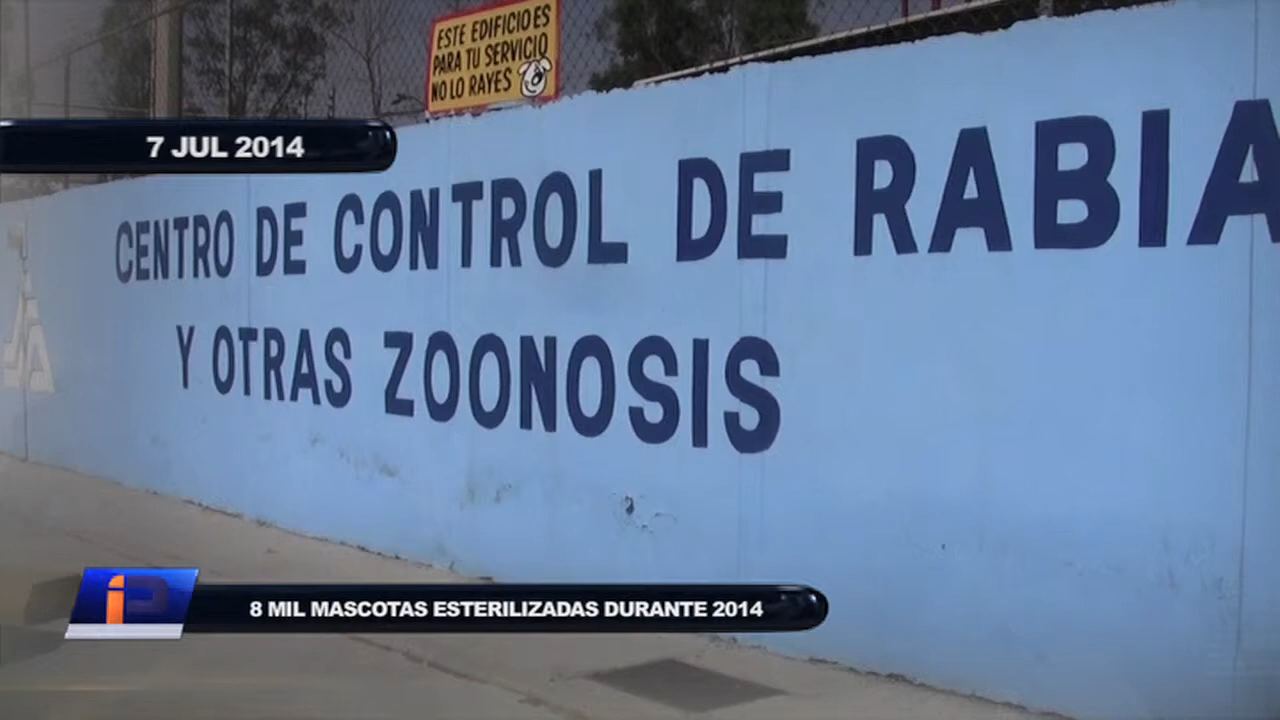 ESTE EDIFICIO ES
PARA TU SERVICIO
NO LO RAYES
7 JUL 2014
CENTRO DE CONTROL DE RABIA
Y OTRAS ZOONOSIS
iP
8 MIL MASCOTAS ESTERILIZADAS DURANTE 2014